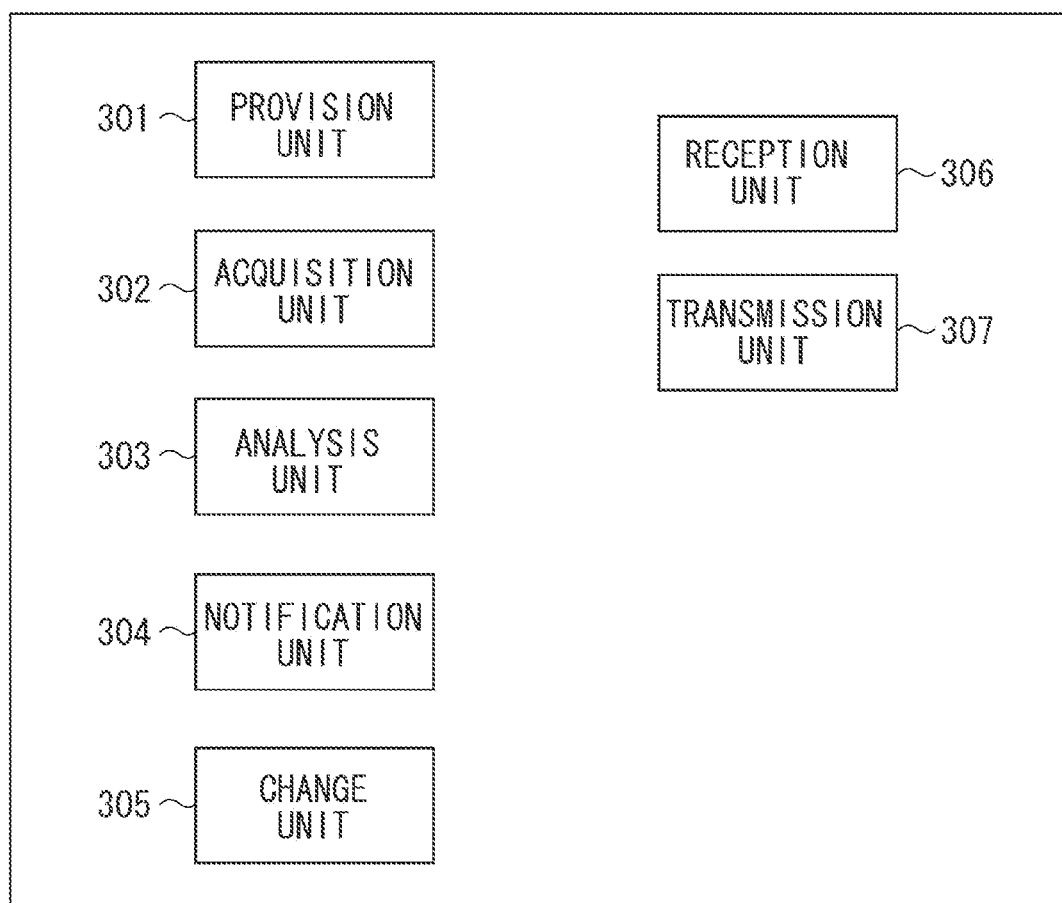 301
PROVISION
UNIT
302
ACQUISITION
UNIT
303
ANALYSIS
UNIT
304
NOTIFICATION
UNIT
305
CHANGE
UNIT
RECEPTION
UNIT
306
TRANSMISSION
UNIT
307